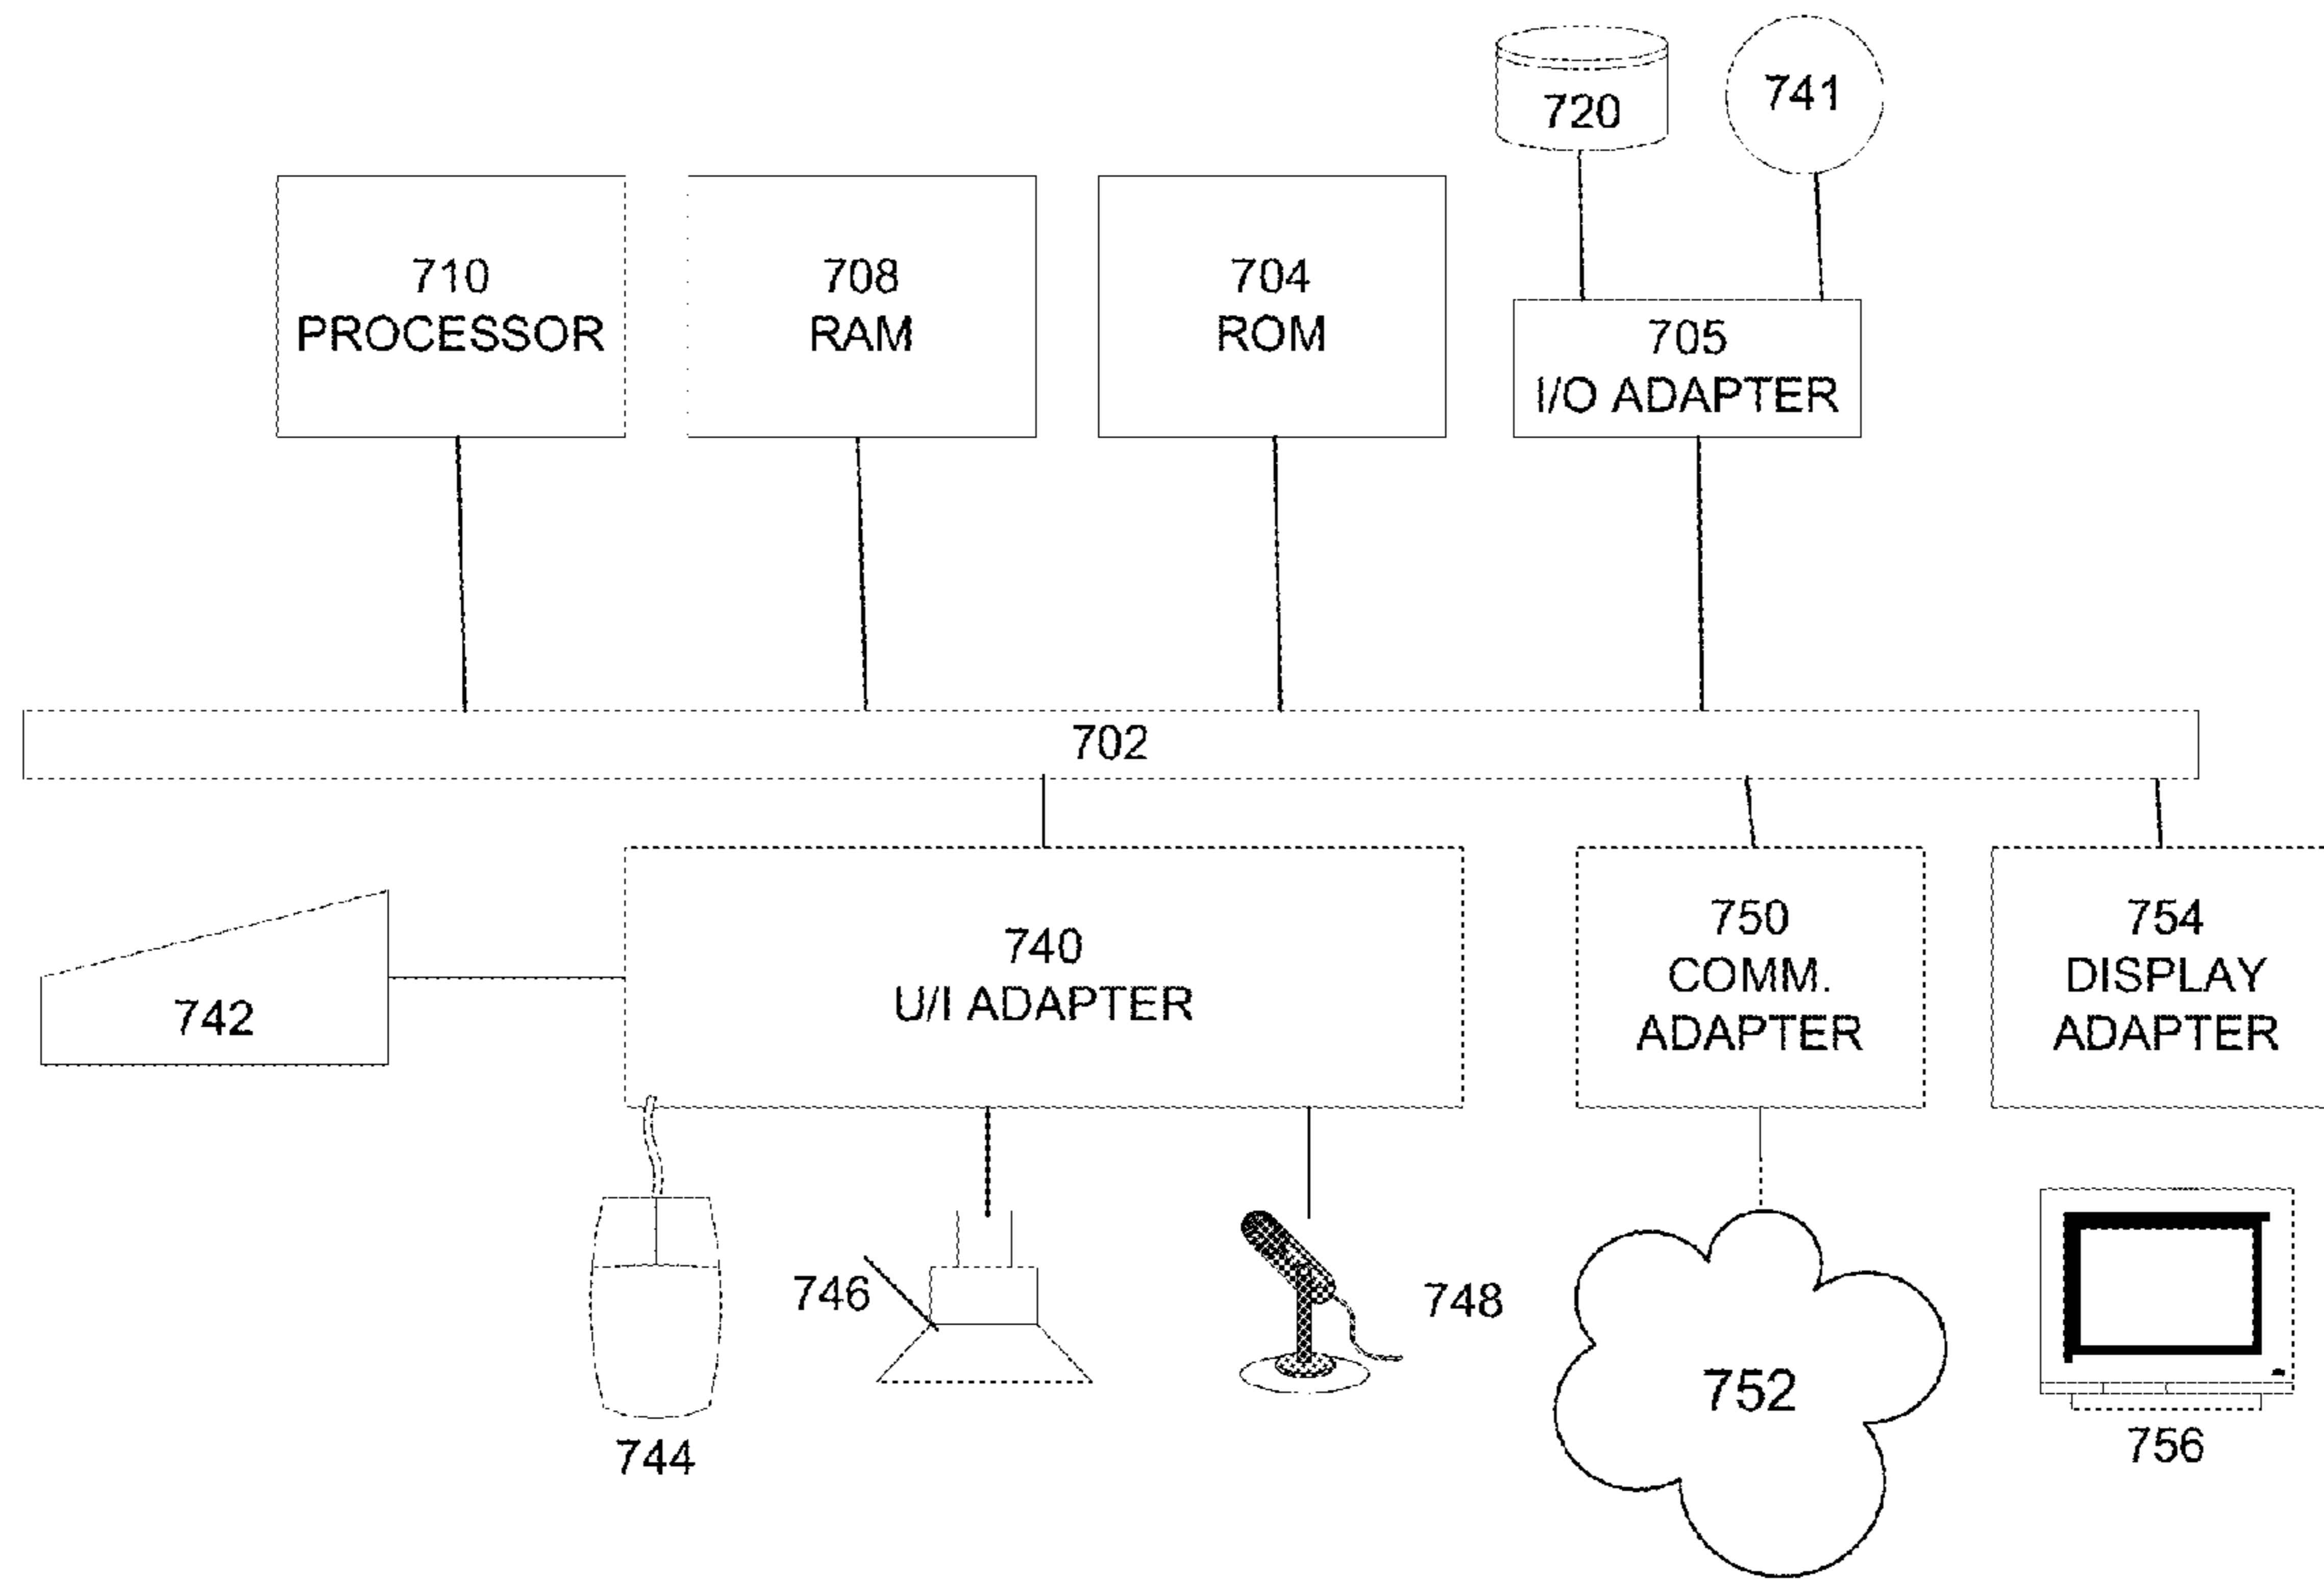 720
741
710
PROCESSOR
708
RAM
704
ROM
705
I/O ADAPTER
702
742
740
U/I ADAPTER
750
COMM.
ADAPTER
754
DISPLAY
ADAPTER
744
746
748
752
756